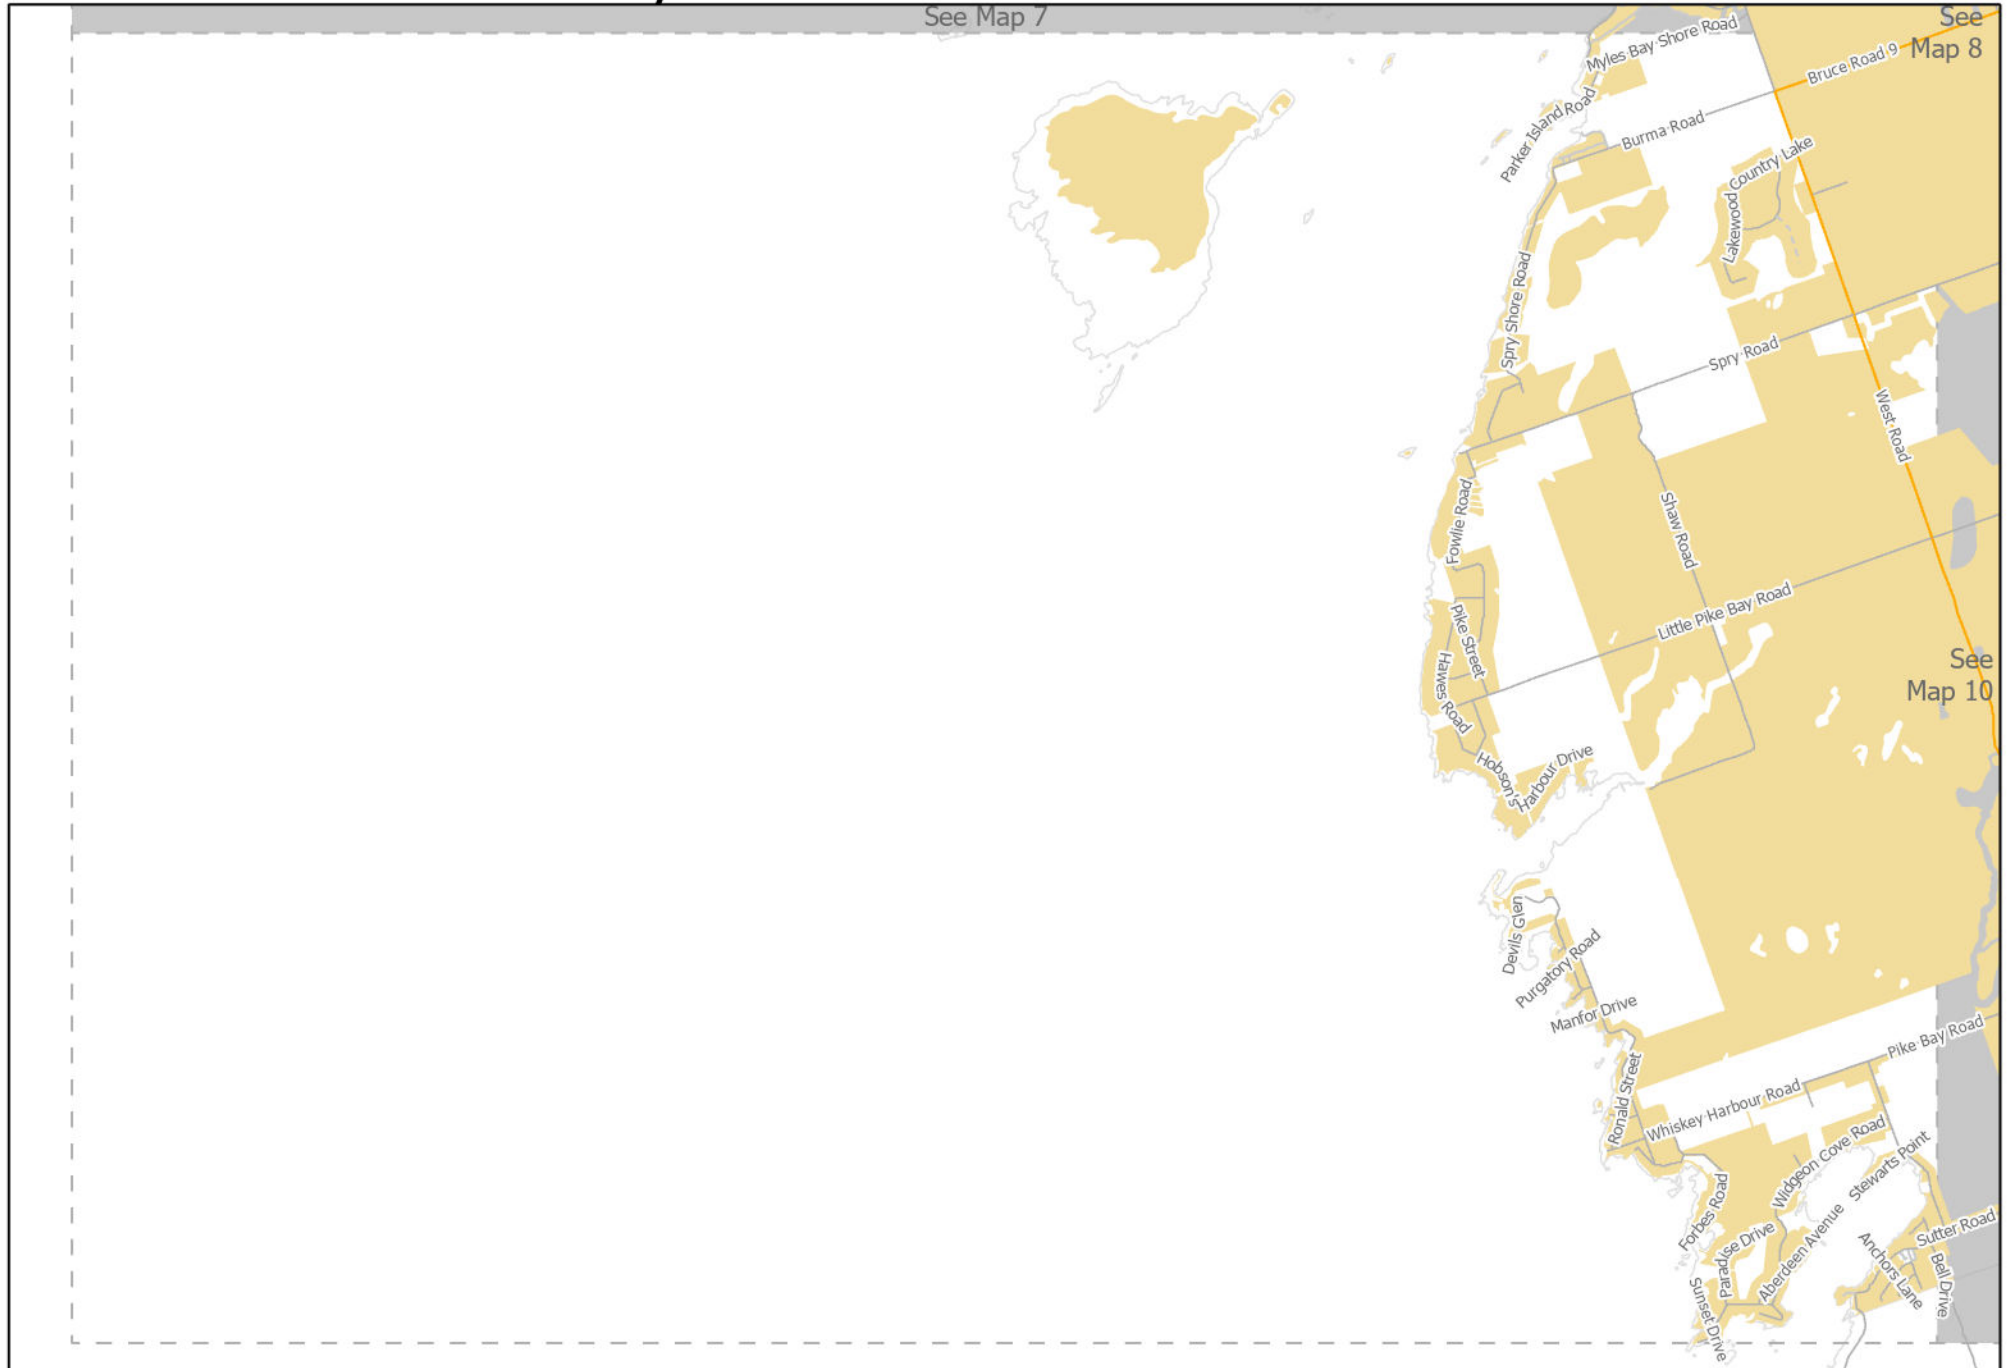 See Map 7
See
Map 8
Myles Bay Shore Road
Bruce Road 9
Parker Island Road
Burma Road
Country Lake
Lakewood
Spry Shore Road
Spry Road
West Road
Fowlie Road
Shaw Road
Little Pike Bay Road
Pike Street
Hawes Road
See
Map 10
Hobson's
Harbour Drive
Devils Glen
Purgatory Road
Manfor Drive
Pike Bay Road
Ronald Street
Whiskey Harbour Road
Widgeon Cove Road
Stewarts Point
Forbes Road
Sutter Road
Paradise Drive
Aberdeen Avenue
Anchors Lane
Bell Drive
Sunset Drive